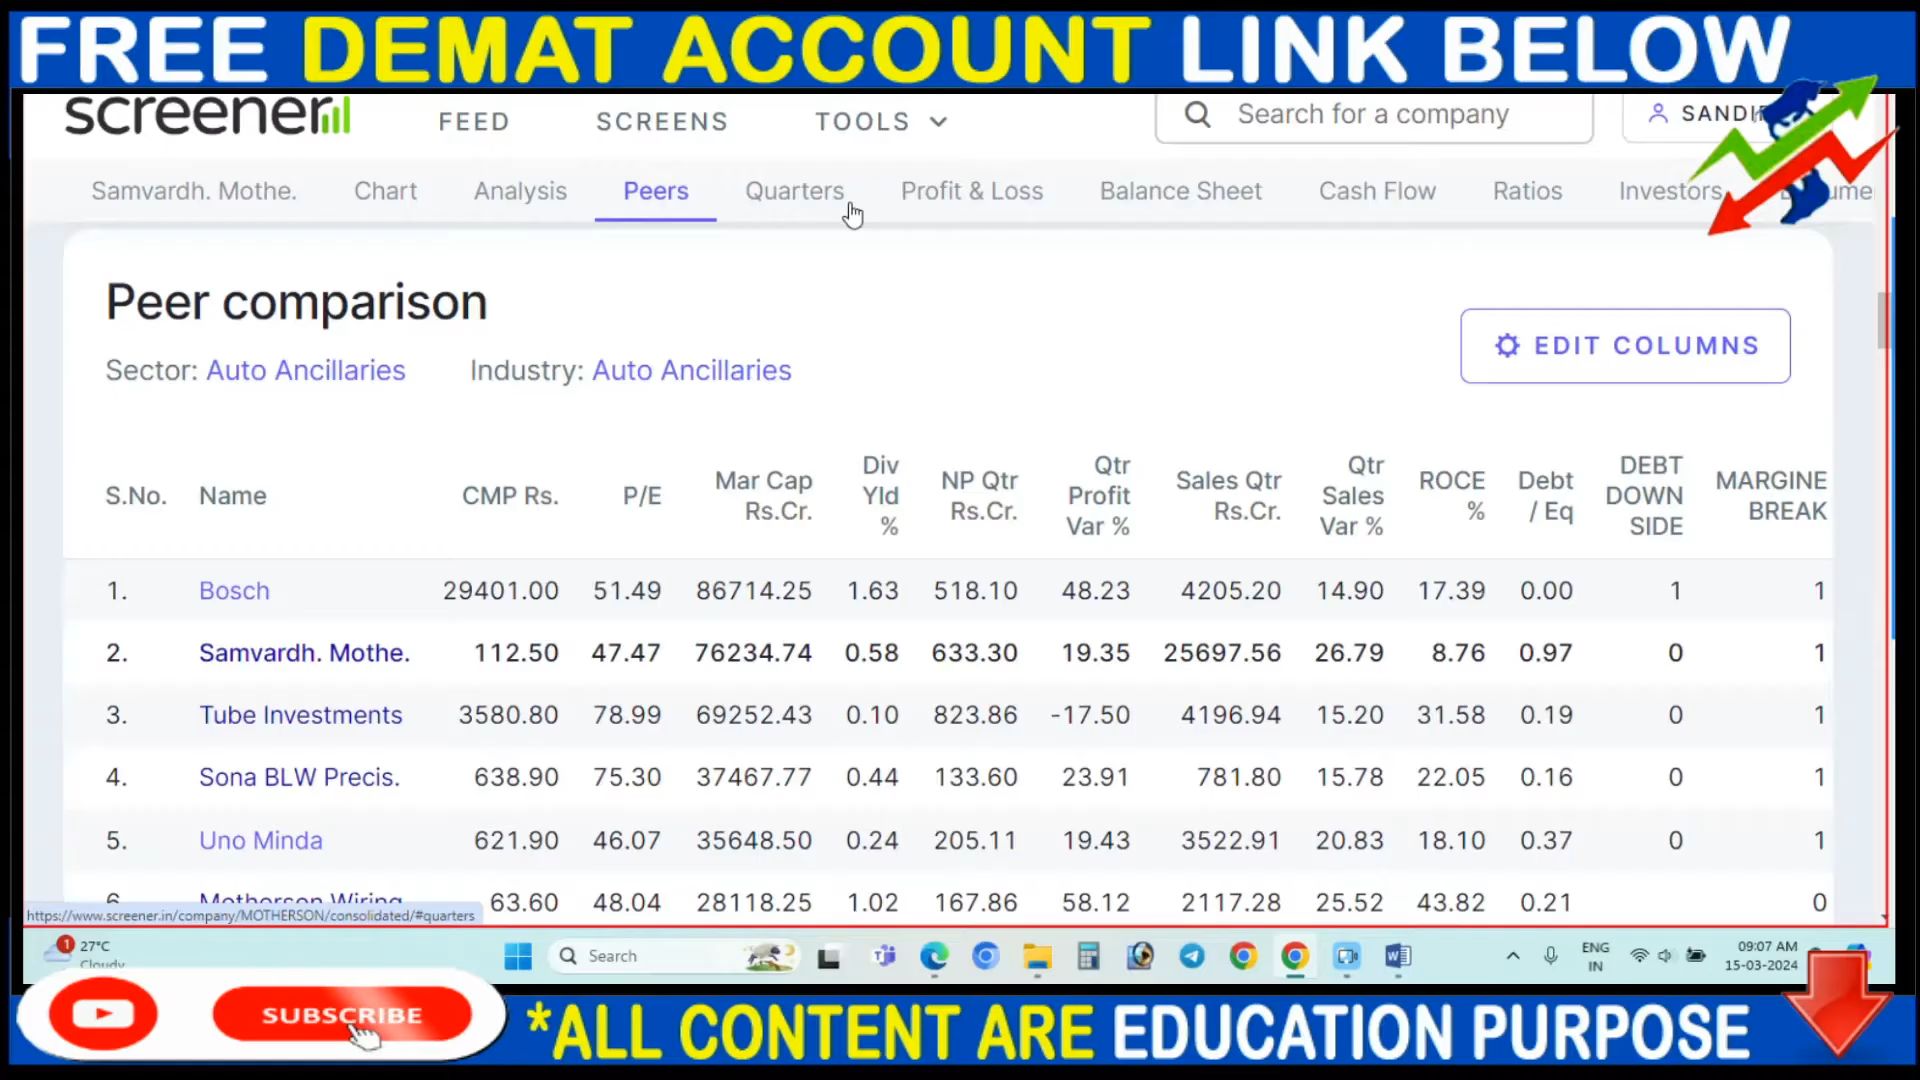 FREE DEMAT ACCOUNT LINK BELOW
screener FEED SCREENS TOOLS Search for a company
Samvardh. Mothe. Chart Analysis Peers Quarters Profit & Loss Balance Sheet Cash Flow Ratios Investors
Peer comparison
EDIT COLUMNS
Sector: Auto Ancillaries Industry: Auto Ancillaries
S.No. Name CMP Rs. P/E Mar Cap Rs.Cr. Div Yld % NP Qtr Rs.Cr. Qtr Profit Var % Sales Qtr Rs.Cr. Qtr Sales Var % ROCE % Debt / Eq DEBT DOWN SIDE MARGINE BREAK
1. Bosch 29401.00 51.49 86714.25 1.63 518.10 48.23 4205.20 14.90 17.39 0.00 1 1
2. Samvardh. Mothe. 112.50 47.47 76234.74 0.58 633.30 19.35 25697.56 26.79 8.76 0.97 0 1
3. Tube Investments 3580.80 78.99 69252.43 0.10 823.86 -17.50 4196.94 15.20 31.58 0.19 0 1
4. Sona BLW Precis. 638.90 75.30 37467.77 0.44 133.60 23.91 781.80 15.78 22.05 0.16 0 1
5. Uno Minda 621.90 46.07 35648.50 0.24 205.11 19.43 3522.91 20.83 18.10 0.37 0 1
6. Motherson Wiring 63.60 48.04 28118.25 1.02 167.86 58.12 2117.28 25.52 43.82 0.21 0
https://www.screener.in/company/MOTHERSON/consolidated/#quarters
1 27°C
Cloudy
Search
ENG
IN
09:07 AM
15-03-2024
SUBSCRIBE
*ALL CONTENT ARE EDUCATION PURPOSE